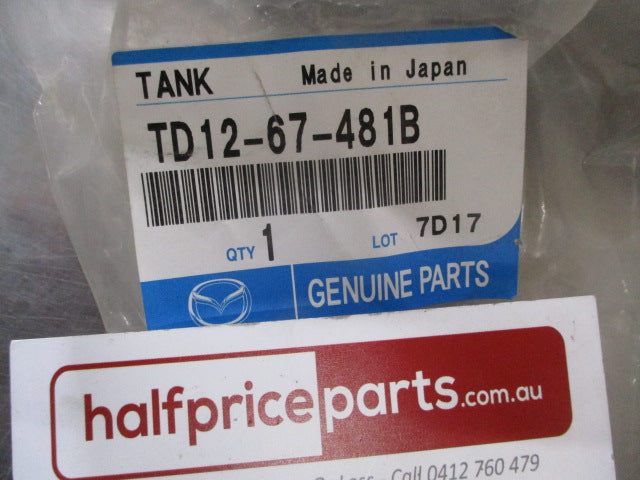 TANK Made in Japan
TD12-67-481B
QTY 1 LOT 7D17
GENUINE PARTS
halfpriceparts.com.au
Less - Call 0412 760 479